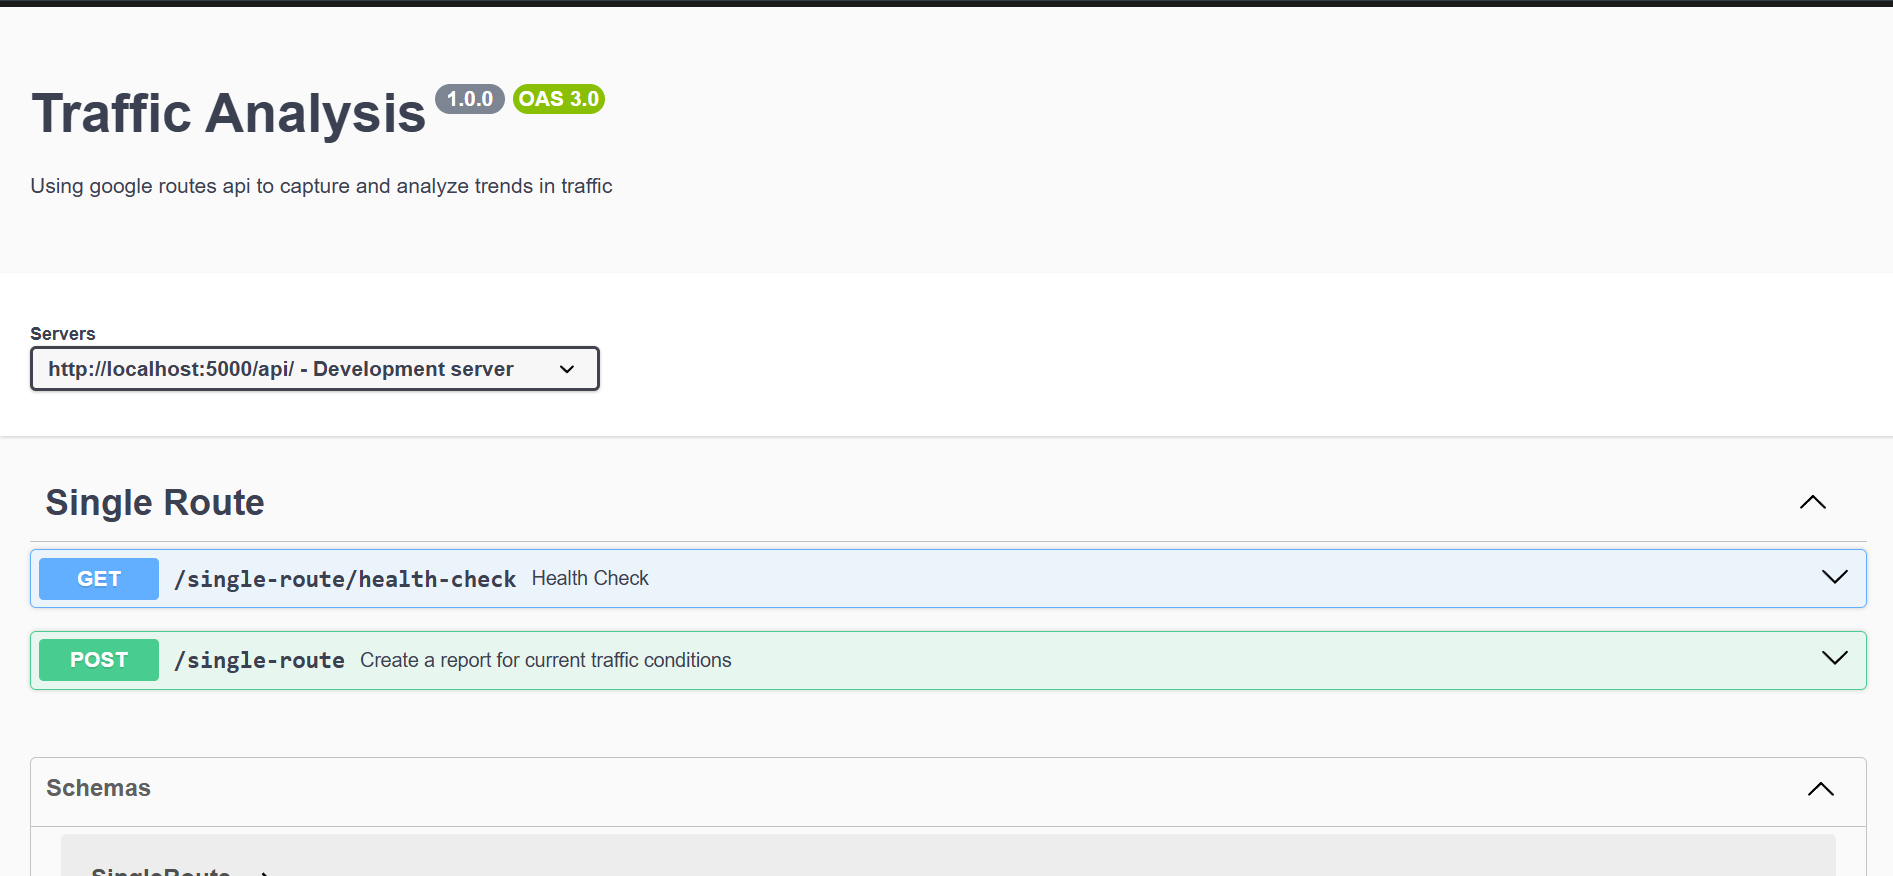 Traffic Analysis 1.0.0 OAS 3.0
Using google routes api to capture and analyze trends in traffic
Servers
http://localhost:5000/api/ - Development server
Single Route
GET /single-route/health-check Health Check
POST /single-route Create a report for current traffic conditions
Schemas
SingleRoute